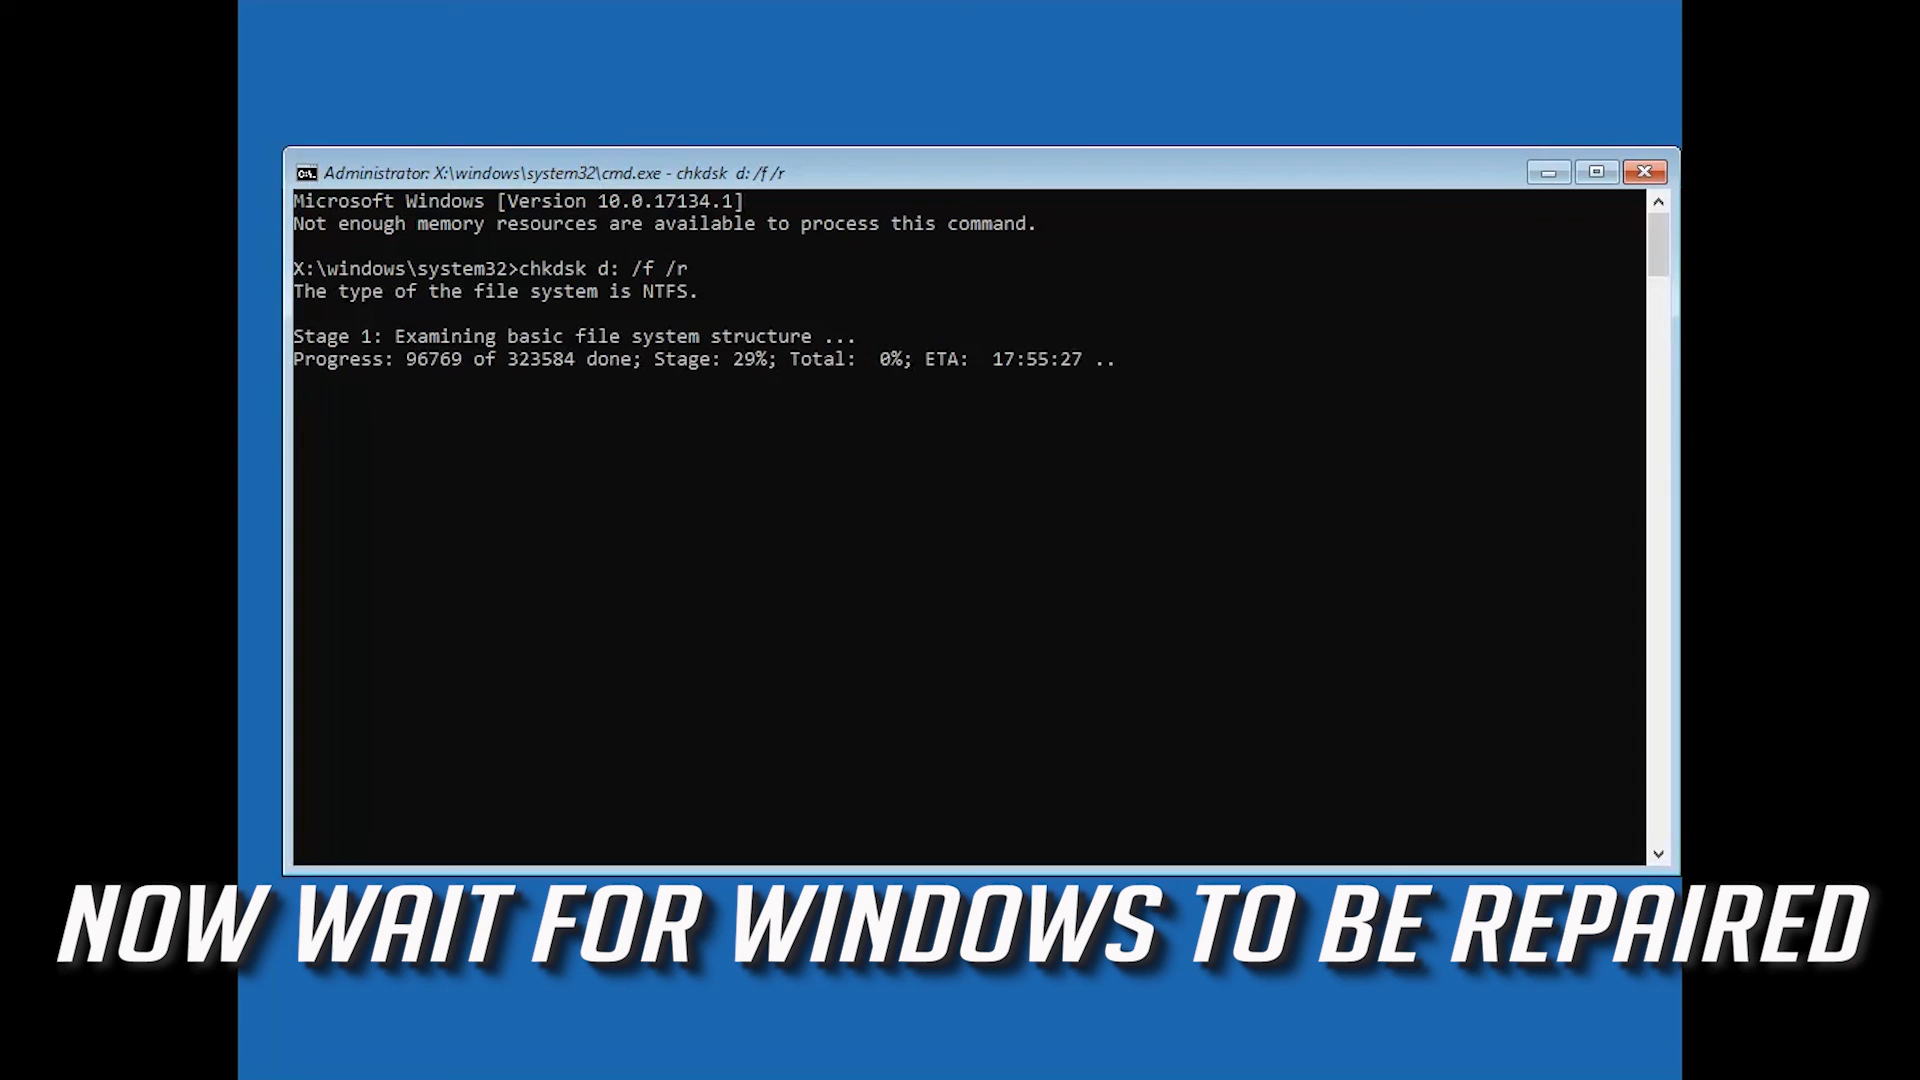 Administrator: X:\windows\system32\cmd.exe - chkdsk  d: /f /r
Microsoft Windows [Version 10.0.17134.1]
Not enough memory resources are available to process this command.
X:\windows\system32>chkdsk d: /f /r
The type of the file system is NTFS.
Stage 1: Examining basic file system structure ...
Progress: 96769 of 323584 done; Stage: 29%; Total:  0%; ETA:  17:55:27 ..
NOW WAIT FOR WINDOWS TO BE REPAIRED